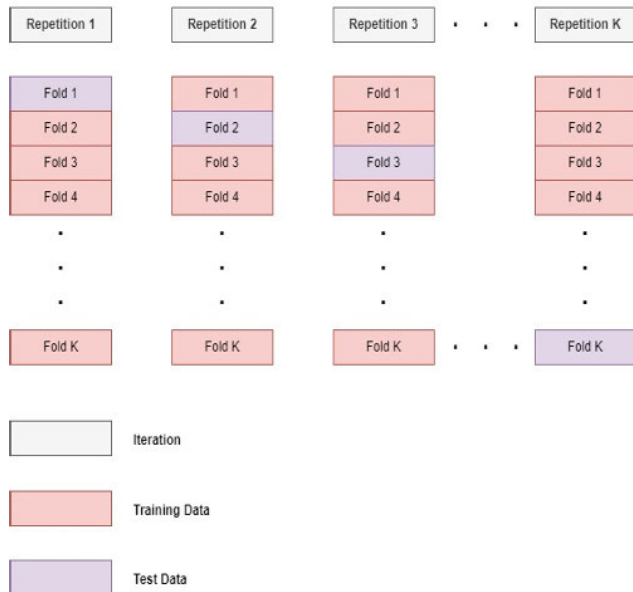 Repetition 1 Repetition 2 Repetition 3 . . . Repetition K
Fold 1 Fold 1 Fold 1 Fold 1
Fold 2 Fold 2 Fold 2 Fold 2
Fold 3 Fold 3 Fold 3 Fold 3
Fold 4 Fold 4 Fold 4 Fold 4
. . . .
. . . .
. . . .
Fold K Fold K Fold K . . . Fold K
Iteration
Training Data
Test Data